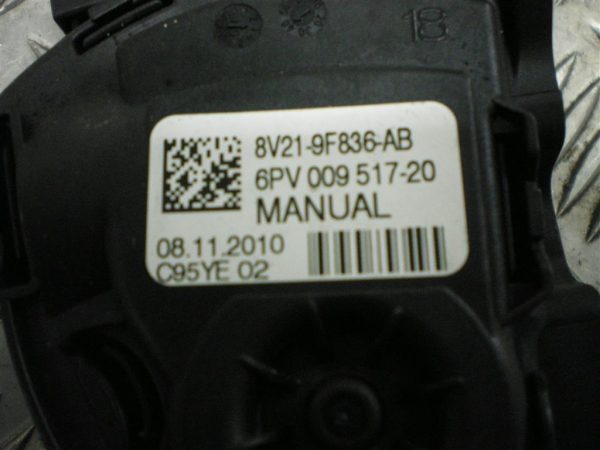 18
8V21-9F836-AB
6PV 009 517-20
MANUAL
08.11.2010
C95YE 02